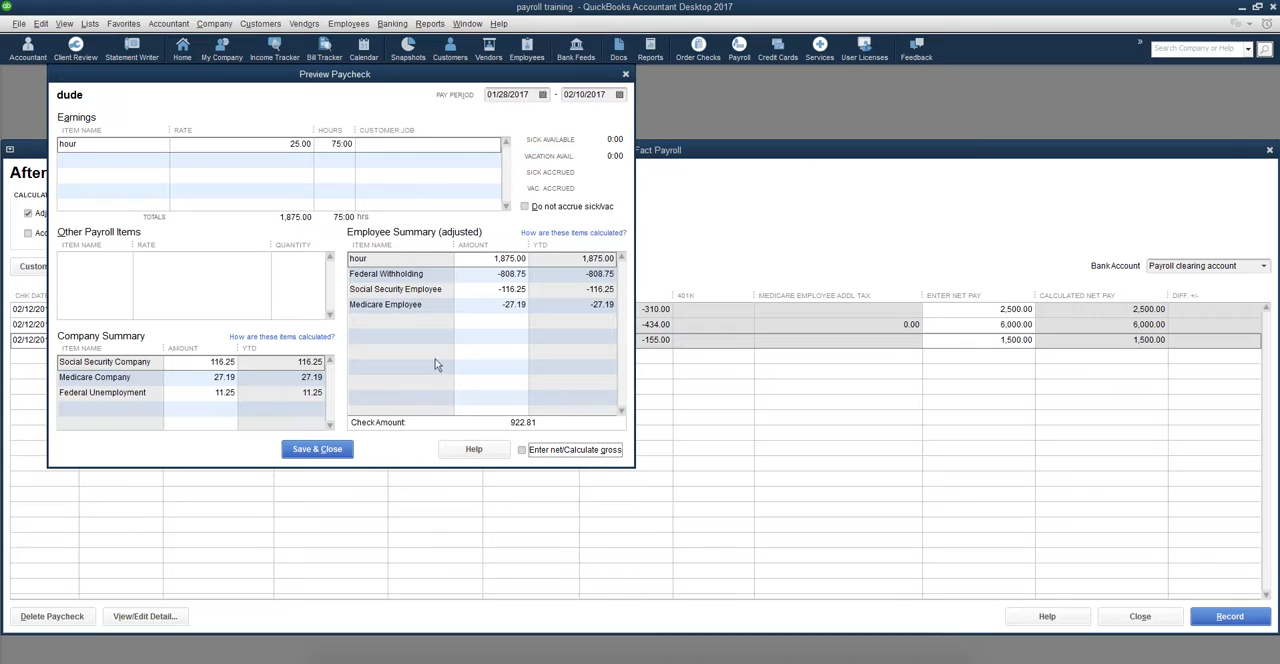 payroll training - QuickBooks Accountant Desktop 2017
File Edit View Lists Favorites Accountant Company Customers Vendors Employees Banking Reports Window Help
Accountant Client Review Statement Writer Home My Company Income Tracker Bill Tracker Calendar Snapshots Customers Vendors Employees Bank Feeds Docs Reports Order Checks Payroll Credit Cards Services User Licenses Feedback » Search Company or Help
Preview Paycheck
dude PAY PERIOD 01/28/2017 - 02/10/2017
Earnings
ITEM NAME RATE HOURS CUSTOMER:JOB
hour 25.00 75:00
TOTALS 1,875.00 75:00 hrs
SICK AVAILABLE 0:00
VACATION AVAIL. 0:00
SICK ACCRUED
VAC. ACCRUED
Do not accrue sick/vac
Other Payroll Items
ITEM NAME RATE QUANTITY
Employee Summary (adjusted) How are these items calculated?
ITEM NAME AMOUNT YTD
hour 1,875.00 1,875.00
Federal Withholding -808.75 -808.75
Social Security Employee -116.25 -116.25
Medicare Employee -27.19 -27.19
Check Amount: 922.81
Company Summary How are these items calculated?
ITEM NAME AMOUNT YTD
Social Security Company 116.25 116.25
Medicare Company 27.19 27.19
Federal Unemployment 11.25 11.25
Save & Close Help Enter net/Calculate gross
Fact Payroll
After
CALCULAT
Adj
Acc
Custom
Bank Account Payroll clearing account
CHK DATE 401K MEDICARE EMPLOYEE ADDL TAX ENTER NET PAY CALCULATED NET PAY DIFF. +/-
02/12/201 -310.00 2,500.00 2,500.00
02/12/201 -434.00 0.00 6,000.00 6,000.00
02/12/201 -155.00 1,500.00 1,500.00
Delete Paycheck View/Edit Detail... Help Close Record